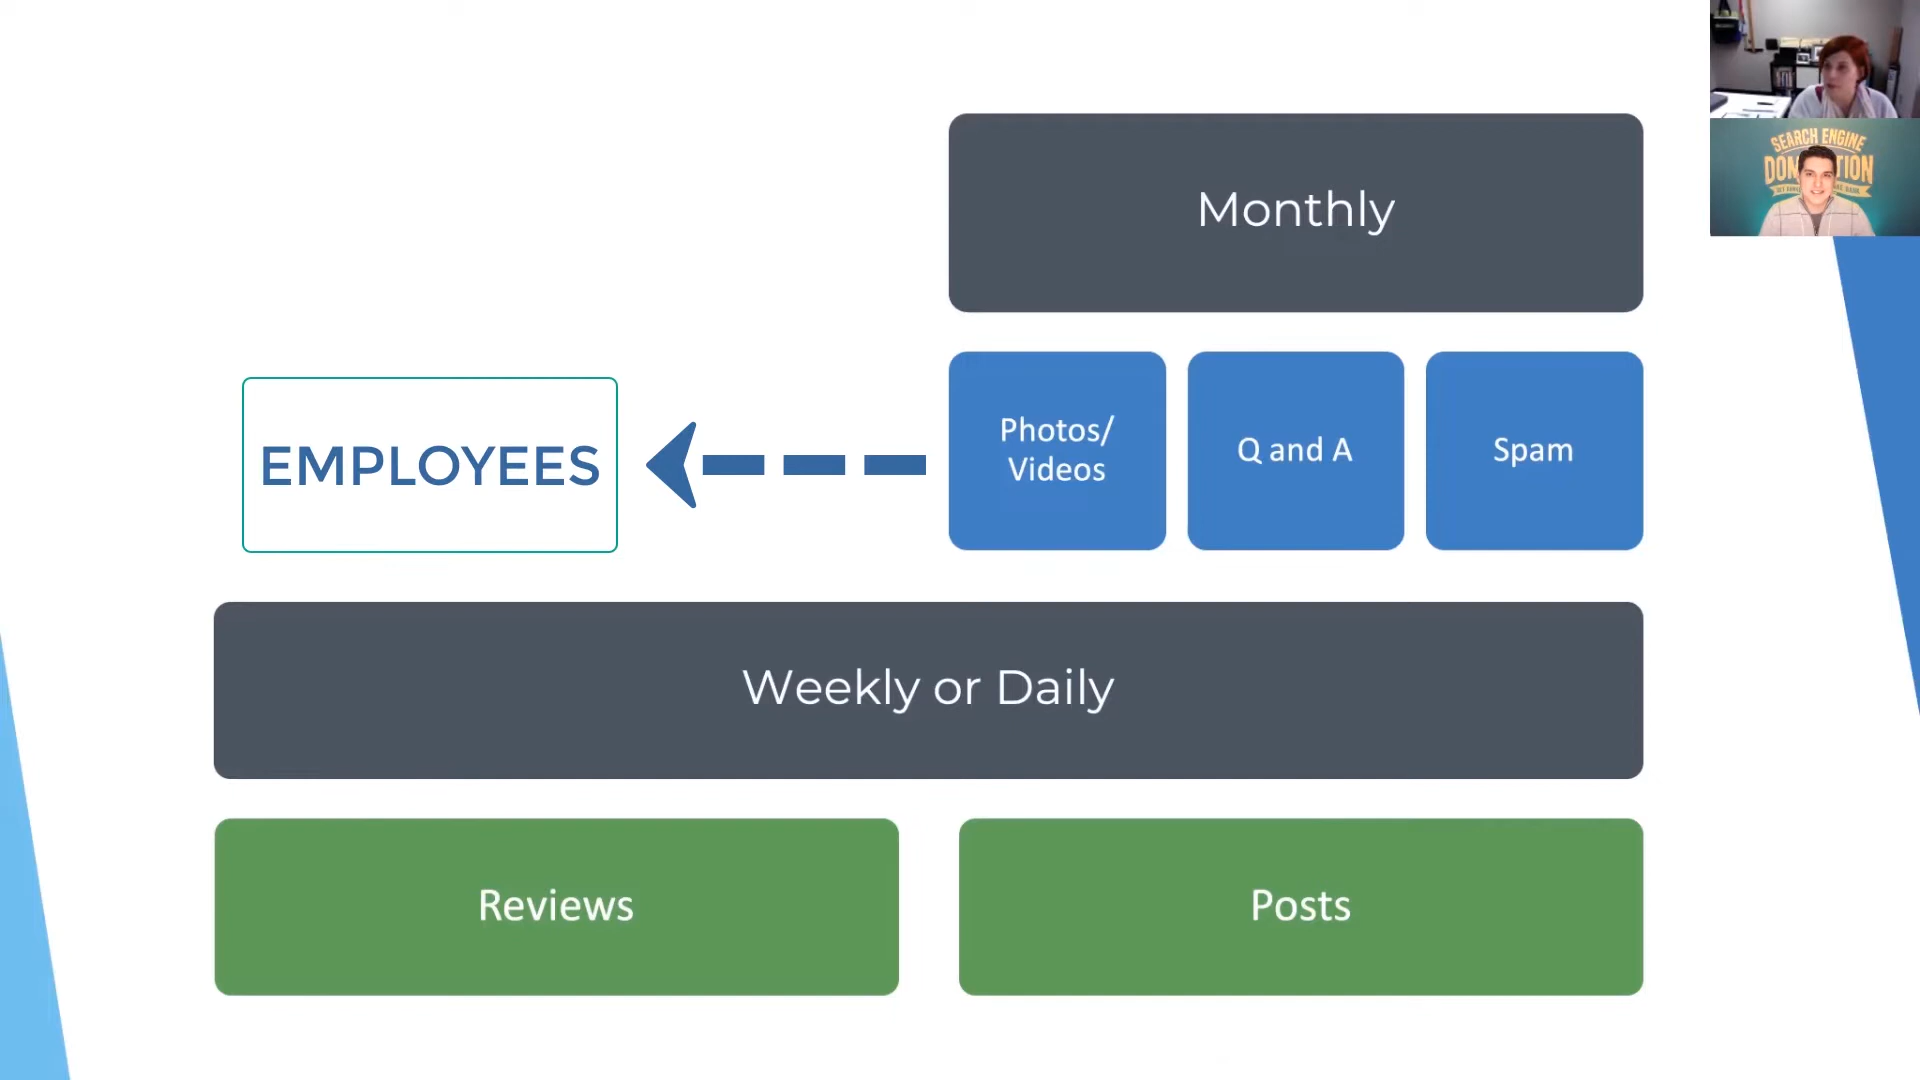 Monthly
EMPLOYEES
Photos/
Videos
Q and A
Spam
Weekly or Daily
Reviews
Posts
SEARCH ENGINE